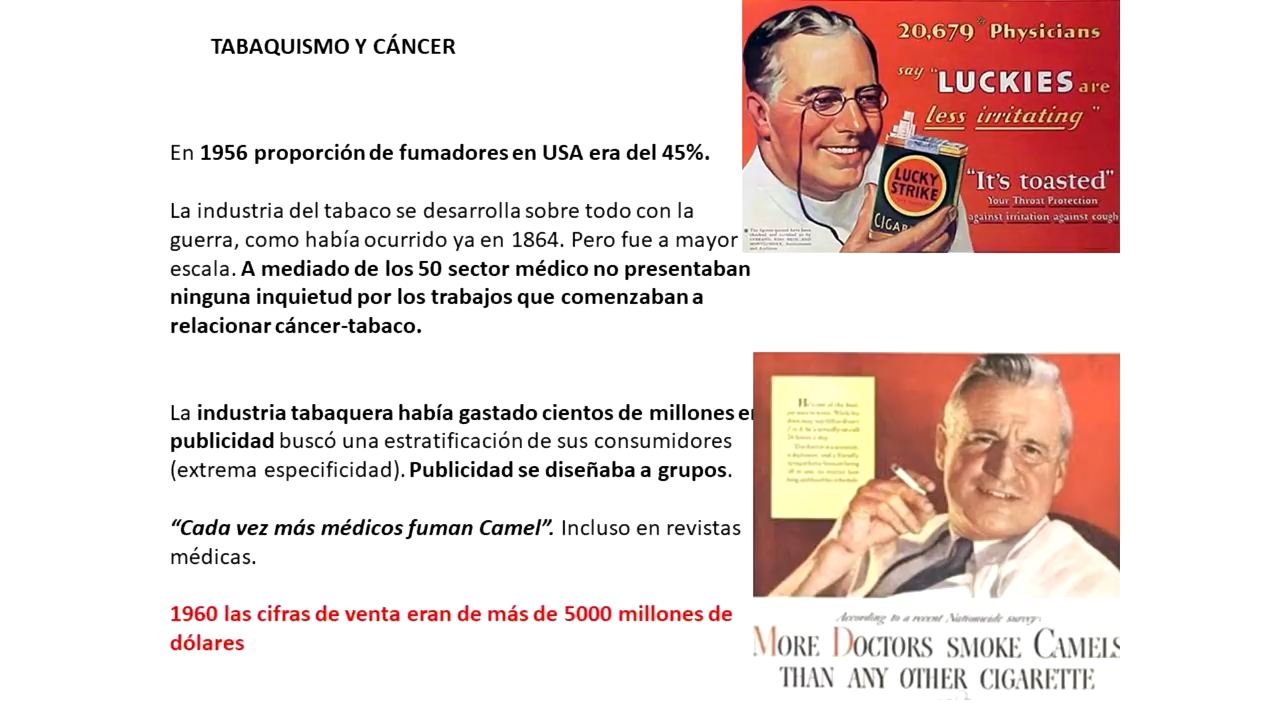 TABAQUISMO Y CÁNCER
En 1956 proporción de fumadores en USA era del 45%.
La industria del tabaco se desarrolla sobre todo con la
guerra, como había ocurrido ya en 1864. Pero fue a mayor
escala. A mediado de los 50 sector médico no presentaban
ninguna inquietud por los trabajos que comenzaban a
relacionar cáncer-tabaco.
La industria tabaquera había gastado cientos de millones en
publicidad buscó una estratificación de sus consumidores
(extrema especificidad). Publicidad se diseñaba a grupos.
“Cada vez más médicos fuman Camel”. Incluso en revistas
médicas.
1960 las cifras de venta eran de más de 5000 millones de
dólares
20,679* Physicians
say "LUCKIES are
less irritating"
LUCKY
STRIKE
CIGAR
"It's toasted"
Your Throat Protection
against irritation against cough
According to a recent Nationwide survey:
MORE DOCTORS SMOKE CAMELS
THAN ANY OTHER CIGARETTE